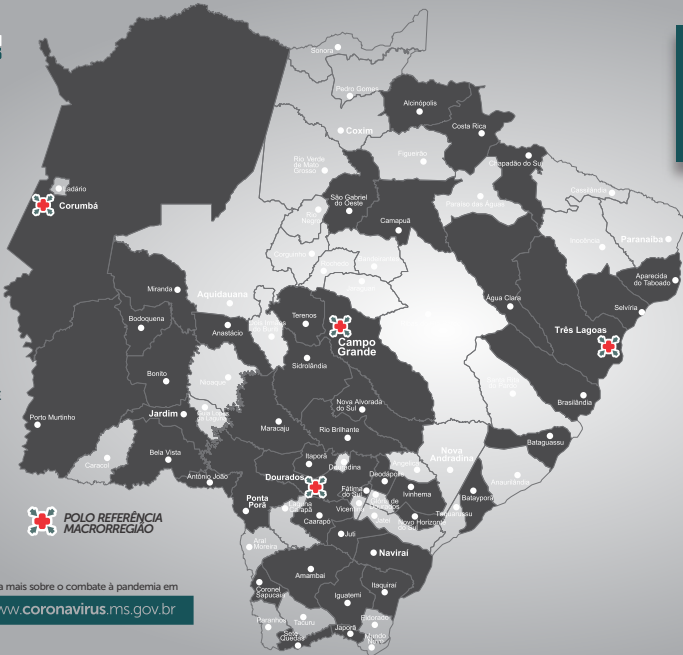 Sonora
Pedro Gomes
Alcinópolis
Coxim
Costa Rica
Figueirão
Chapadão do Sul
Rio Verde
de Mato
Grosso
Ladário
Corumbá
São Gabriel
do Oeste
Paraíso das Águas
Cassilândia
Camapuã
Inocência
Paranaíba
Corguinho
Aparecida
do Taboado
Miranda
Aquidauana
Água Clara
Selvíria
Bodoquena
Anastácio
Terenos
Campo
Grande
Três Lagoas
Sidrolândia
Bonito
Nioaque
Brasilândia
Nova Alvorada
do Sul
Porto Murtinho
Jardim
Maracaju
Rio Brilhante
Bataguassu
Caracol
Bela Vista
Itaporã
Nova
Andradina
Antônio João
Dourados
Deodápolis
Anaurilândia
Ponta
Porã
Fátima
do Sul
Ivinhema
Batayporã
Vicentina
Taquarussu
Caarapó
Novo Horizonte
do Sul
Juti
POLO REFERÊNCIA
MACRORREGIÃO
Aral
Moreira
Naviraí
Amambai
Coronel
Sapucaia
Itaquiraí
Iguatemi
Paranhos
Tacuru
Eldorado
Sete
Quedas
Japorã
Mundo
Novo
a mais sobre o combate à pandemia em
ww.coronavirus.ms.gov.br